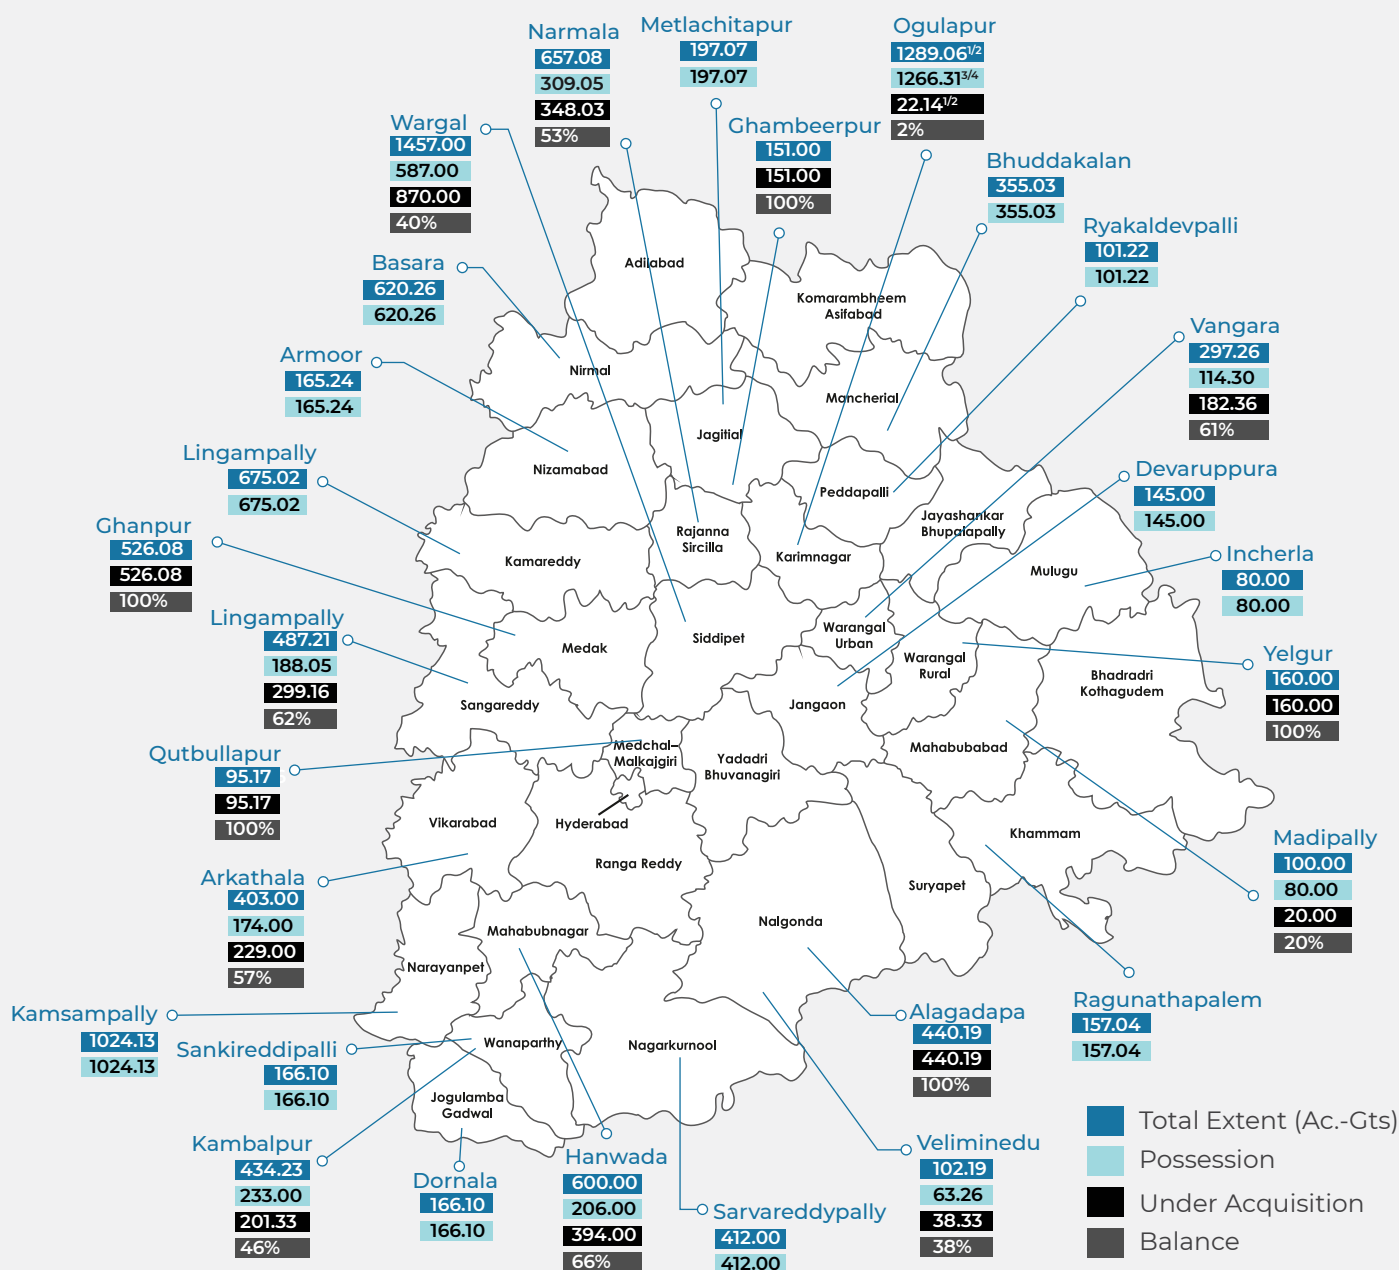 Narmala
657.08
309.05
348.03
53%
Metlachitapur
197.07
197.07
Ogulapur
1289.06 1/2
1266.31 3/4
22.14 1/2
2%
Wargal
1457.00
587.00
870.00
40%
Ghambeerpur
151.00
151.00
100%
Bhuddakalan
355.03
355.03
Ryakaldevpalli
101.22
101.22
Basara
620.26
620.26
Vangara
297.26
114.30
182.36
61%
Armoor
165.24
165.24
Lingampally
675.02
675.02
Devaruppura
145.00
145.00
Ghanpur
526.08
526.08
100%
Incherla
80.00
80.00
Lingampally
487.21
188.05
299.16
62%
Yelgur
160.00
160.00
100%
Qutbullapur
95.17
95.17
100%
Madipally
100.00
80.00
20.00
20%
Arkathala
403.00
174.00
229.00
57%
Kamsampally
1024.13
1024.13
Sankireddipalli
166.10
166.10
Alagadapa
440.19
440.19
100%
Ragunathapalem
157.04
157.04
Kambalpur
434.23
233.00
201.33
46%
Dornala
166.10
166.10
Hanwada
600.00
206.00
394.00
66%
Sarvareddypally
412.00
412.00
Veliminedu
102.19
63.26
38.33
38%
Adilabad
Komarambheem
Asifabad
Nirmal
Mancherial
Jagitial
Nizamabad
Peddapalli
Jayashankar
Bhupalapally
Rajanna
Sircilla
Karimnagar
Kamareddy
Mulugu
Siddipet
Warangal
Urban
Medak
Warangal
Rural
Bhadradri
Kothagudem
Sangareddy
Jangaon
Medchal–
Malkajgiri
Yadadri
Bhuvanagiri
Mahabubabad
Vikarabad
Hyderabad
Khammam
Ranga Reddy
Suryapet
Nalgonda
Mahabubnagar
Narayanpet
Wanaparthy
Nagarkurnool
Jogulamba
Gadwal
Total Extent (Ac.-Gts)
Possession
Under Acquisition
Balance